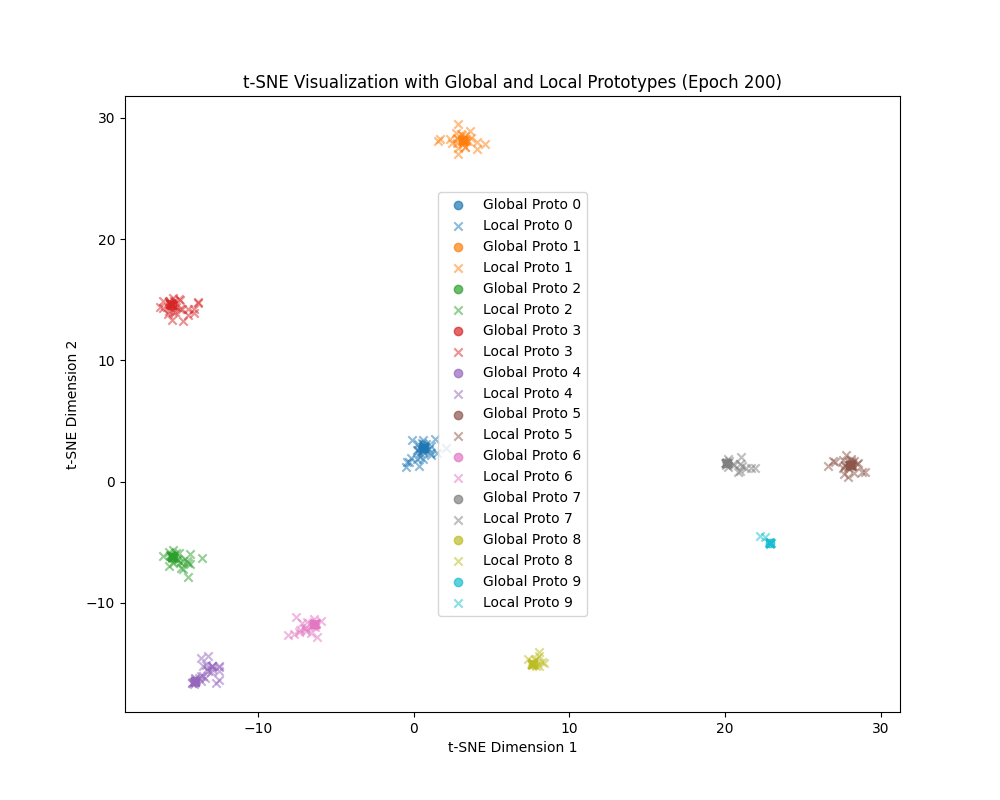 t-SNE Visualization with Global and Local Prototypes (Epoch 200)
30
20
10
0
−10
t-SNE Dimension 2
Global Proto 0
Local Proto 0
Global Proto 1
Local Proto 1
Global Proto 2
Local Proto 2
Global Proto 3
Local Proto 3
Global Proto 4
Local Proto 4
Global Proto 5
Local Proto 5
Global Proto 6
Local Proto 6
Global Proto 7
Local Proto 7
Global Proto 8
Local Proto 8
Global Proto 9
Local Proto 9
−10 0 10 20 30
t-SNE Dimension 1